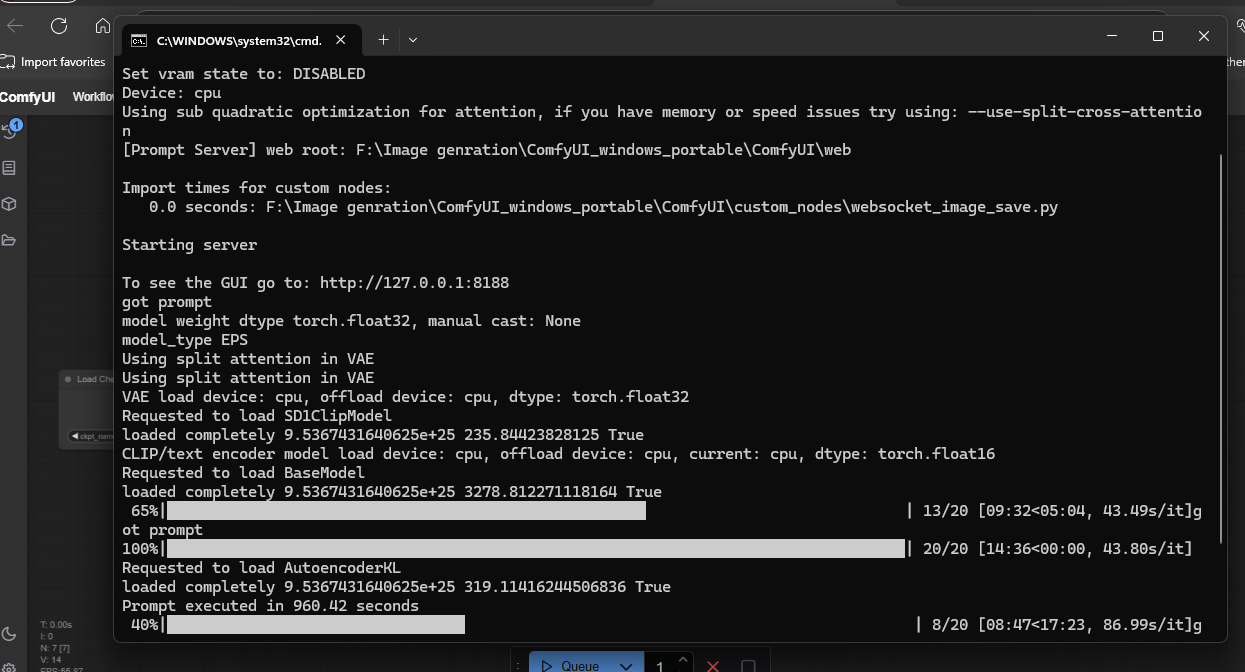 C:\WINDOWS\system32\cmd.
Import favorites
ComfyUI
Workflow
1
Set vram state to: DISABLED
Device: cpu
Using sub quadratic optimization for attention, if you have memory or speed issues try using: --use-split-cross-attentio
n
[Prompt Server] web root: F:\Image genration\ComfyUI_windows_portable\ComfyUI\web
Import times for custom nodes:
0.0 seconds: F:\Image genration\ComfyUI_windows_portable\ComfyUI\custom_nodes\websocket_image_save.py
Starting server
To see the GUI go to: http://127.0.0.1:8188
got prompt
model weight dtype torch.float32, manual cast: None
model_type EPS
Using split attention in VAE
Using split attention in VAE
VAE load device: cpu, offload device: cpu, dtype: torch.float32
Requested to load SD1ClipModel
loaded completely 9.5367431640625e+25 235.84423828125 True
CLIP/text encoder model load device: cpu, offload device: cpu, current: cpu, dtype: torch.float16
Requested to load BaseModel
loaded completely 9.5367431640625e+25 3278.812271118164 True
65%| | 13/20 [09:32<05:04, 43.49s/it]g
ot prompt
100%| | 20/20 [14:36<00:00, 43.80s/it]
Requested to load AutoencoderKL
loaded completely 9.5367431640625e+25 319.11416244506836 True
Prompt executed in 960.42 seconds
40%| | 8/20 [08:47<17:23, 86.99s/it]g
Load Che
ckpt_name
T: 0.00s
I: 0
N: 7 [7]
V: 14
Queue
1